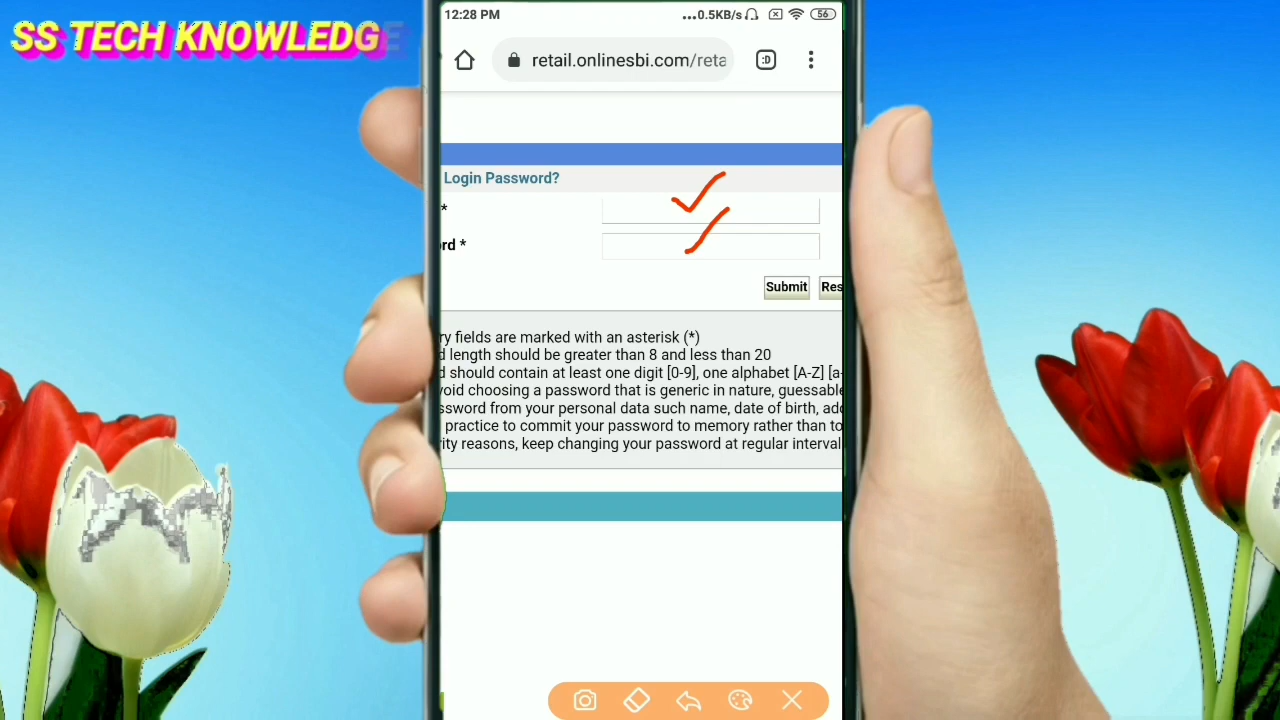 SS TECH KNOWLEDGE
12:28 PM
...0.5KB/s
56
retail.onlinesbi.com/reta
:D
Login Password?
*
ord *
Submit
Res
ry fields are marked with an asterisk (*)
d length should be greater than 8 and less than 20
d should contain at least one digit [0-9], one alphabet [A-Z] [a-
void choosing a password that is generic in nature, guessable
ssword from your personal data such name, date of birth, add
practice to commit your password to memory rather than to
ity reasons, keep changing your password at regular interval